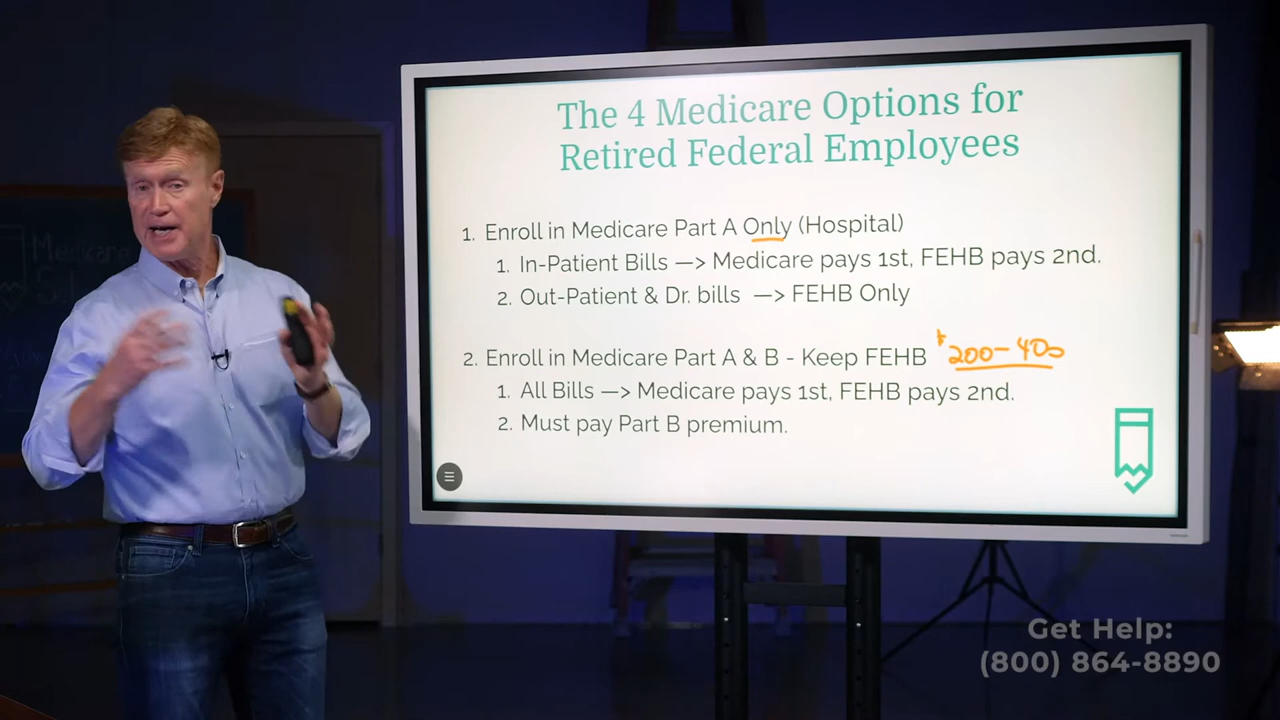 The 4 Medicare Options for
Retired Federal Employees
1. Enroll in Medicare Part A Only (Hospital)
1. In-Patient Bills —> Medicare pays 1st, FEHB pays 2nd.
2. Out-Patient & Dr. bills —> FEHB Only
2. Enroll in Medicare Part A & B - Keep FEHB $200-400
1. All Bills —> Medicare pays 1st, FEHB pays 2nd.
2. Must pay Part B premium.
Medicare
Get Help:
(800) 864-8890